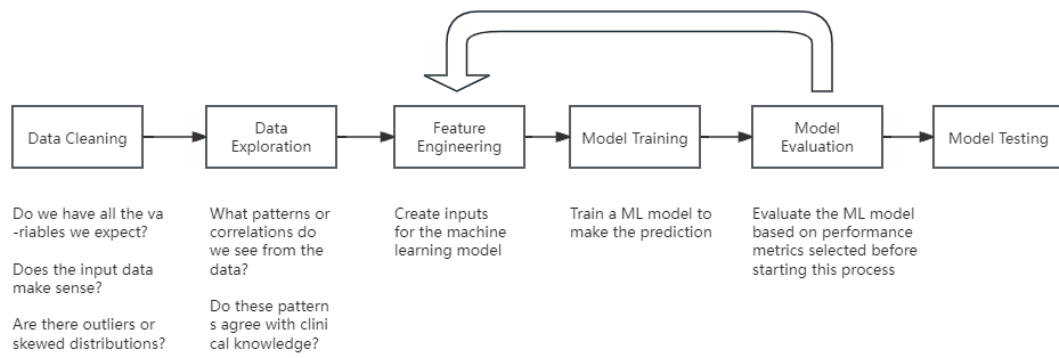 Data Cleaning
Data
Exploration
Feature
Engineering
Model Training
Model
Evaluation
Model Testing
Do we have all the va
-riables we expect?
Does the input data
make sense?
Are there outliers or
skewed distributions?
What patterns or
correlations do
we see from the
data?
Do these pattern
s agree with clini
cal knowledge?
Create inputs
for the machine
learning model
Train a ML model to
make the prediction
Evaluate the ML model
based on performance
metrics selected before
starting this process